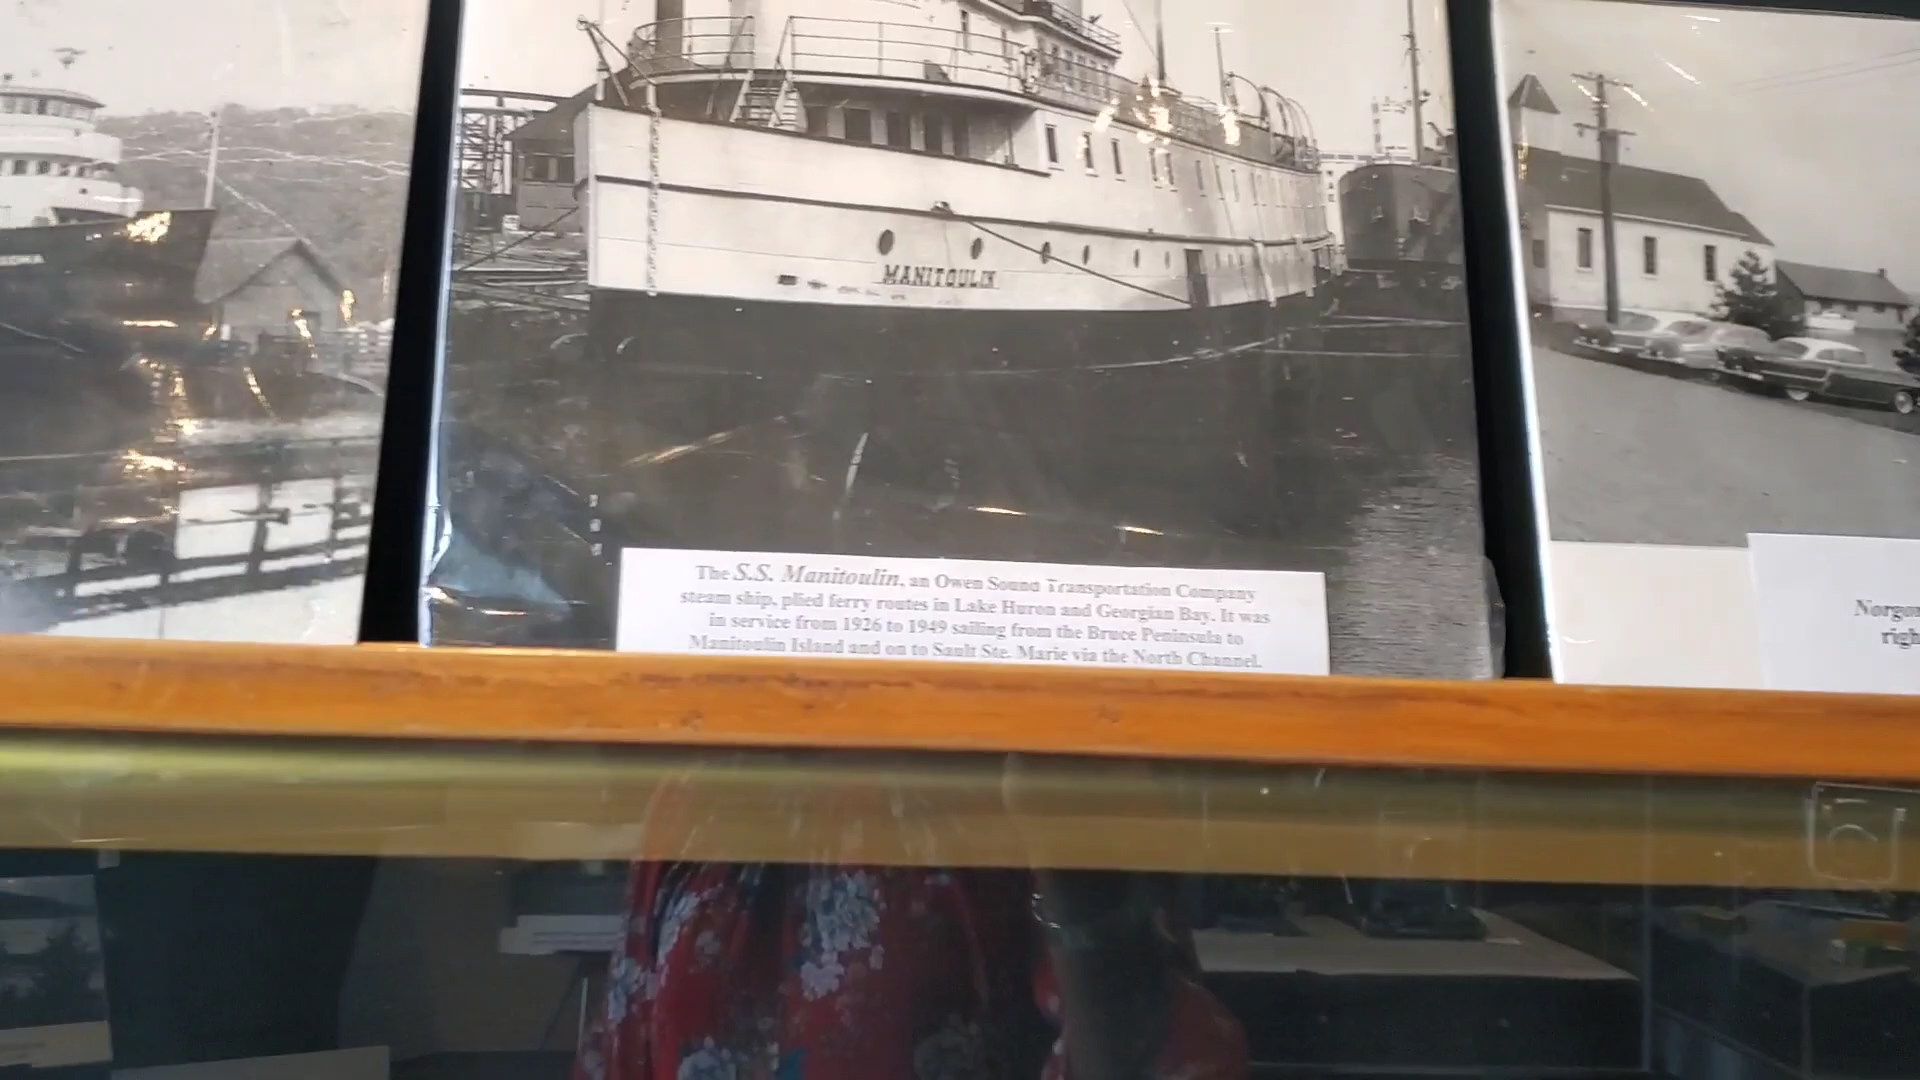 MANITOULIN
The S.S. Manitoulin, an Owen Sound Transportation Company
steam ship, plied ferry routes in Lake Huron and Georgian Bay. It was
in service from 1926 to 1949 sailing from the Bruce Peninsula to
Manitoulin Island and on to Sault Ste. Marie via the North Channel.
righ